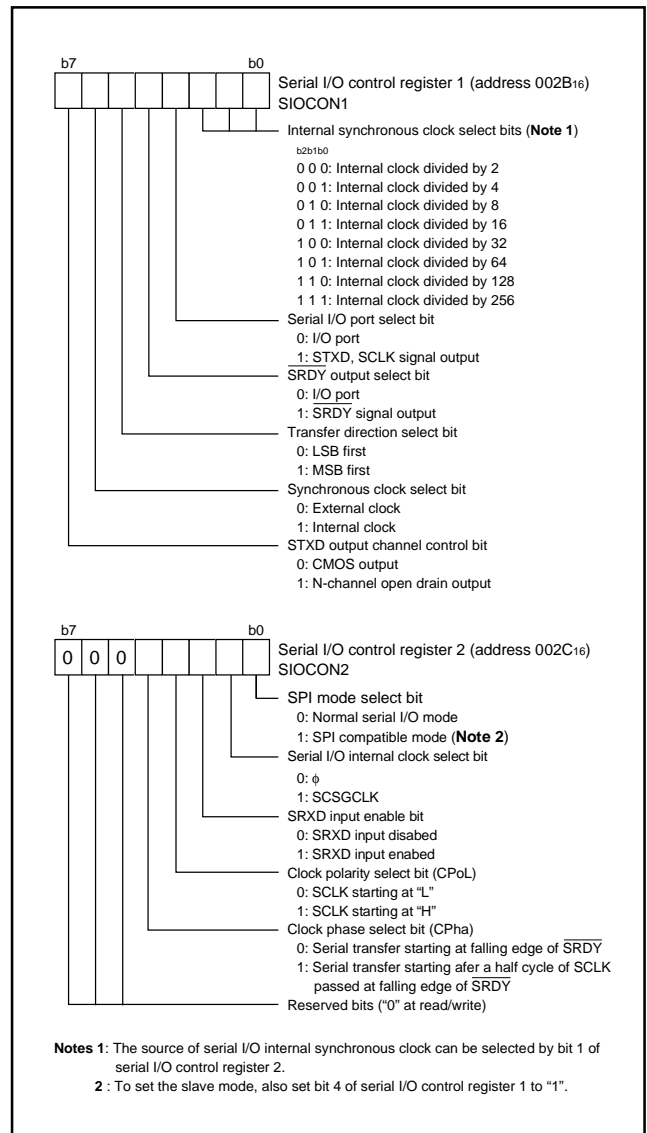 b7 b0
Serial I/O control register 1 (address 002B16)
SIOCON1
Internal synchronous clock select bits (Note 1)
b2b1b0
0 0 0: Internal clock divided by 2
0 0 1: Internal clock divided by 4
0 1 0: Internal clock divided by 8
0 1 1: Internal clock divided by 16
1 0 0: Internal clock divided by 32
1 0 1: Internal clock divided by 64
1 1 0: Internal clock divided by 128
1 1 1: Internal clock divided by 256
Serial I/O port select bit
0: I/O port
1: STXD, SCLK signal output
SRDY output select bit
0: I/O port
1: SRDY signal output
Transfer direction select bit
0: LSB first
1: MSB first
Synchronous clock select bit
0: External clock
1: Internal clock
STXD output channel control bit
0: CMOS output
1: N-channel open drain output
b7 b0
0 0 0
Serial I/O control register 2 (address 002C16)
SIOCON2
SPI mode select bit
0: Normal serial I/O mode
1: SPI compatible mode (Note 2)
Serial I/O internal clock select bit
0: ϕ
1: SCSGCLK
SRXD input enable bit
0: SRXD input disabed
1: SRXD input enabed
Clock polarity select bit (CPoL)
0: SCLK starting at “L”
1: SCLK starting at “H”
Clock phase select bit (CPha)
0: Serial transfer starting at falling edge of SRDY
1: Serial transfer starting afer a half cycle of SCLK
passed at falling edge of SRDY
Reserved bits (“0” at read/write)
Notes 1: The source of serial I/O internal synchronous clock can be selected by bit 1 of
serial I/O control register 2.
2 : To set the slave mode, also set bit 4 of serial I/O control register 1 to “1”.